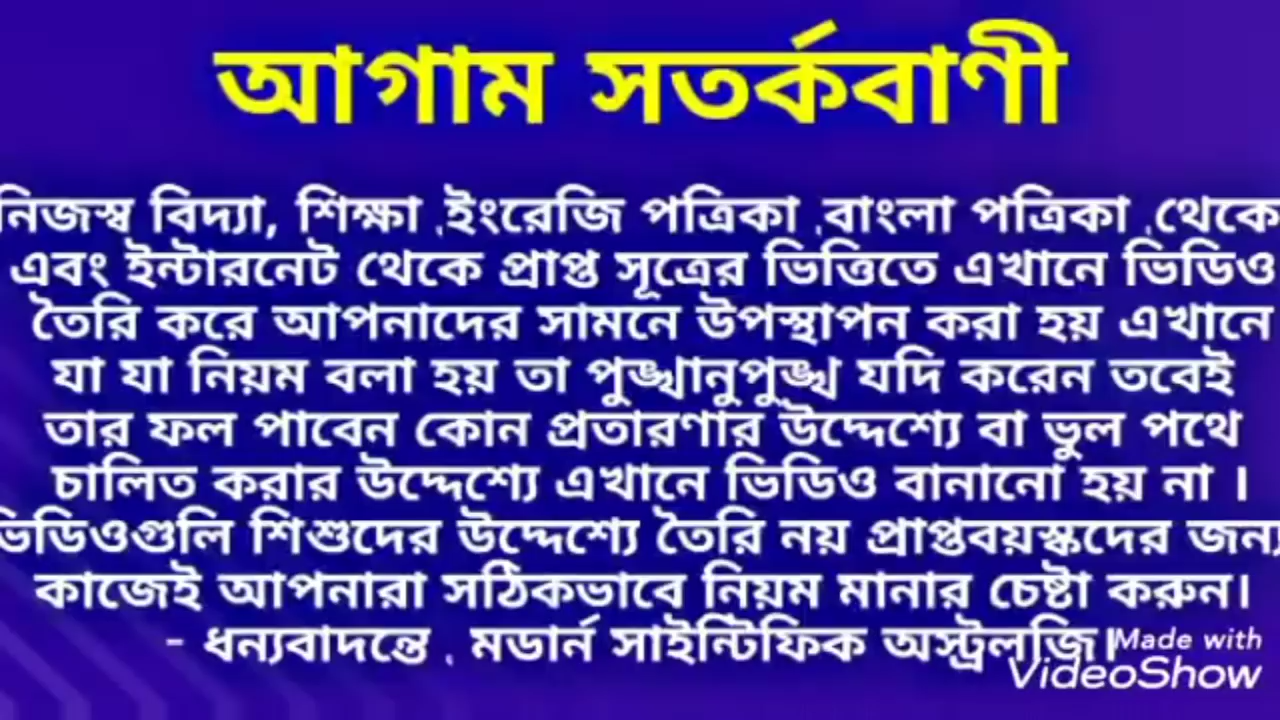 আগাম সতর্কবাণী
নিজস্ব বিদ্যা, শিক্ষা ,ইংরেজি পত্রিকা ,বাংলা পত্রিকা ,থেকে
এবং ইন্টারনেট থেকে প্রাপ্ত সূত্রের ভিত্তিতে এখানে ভিডিও
তৈরি করে আপনাদের সামনে উপস্থাপন করা হয় এখানে
যা যা নিয়ম বলা হয় তা পুঙ্খানুপুঙ্খ যদি করেন তবেই
তার ফল পাবেন কোন প্রতারণার উদ্দেশ্যে বা ভুল পথে
চালিত করার উদ্দেশ্যে এখানে ভিডিও বানানো হয় না ।
ভিডিওগুলি শিশুদের উদ্দেশ্যে তৈরি নয় প্রাপ্তবয়স্কদের জন্য
কাজেই আপনারা সঠিকভাবে নিয়ম মানার চেষ্টা করুন।
- ধন্যবাদন্তে , মডার্ন সাইন্টিফিক অস্ট্রলজি।
Made with
VideoShow